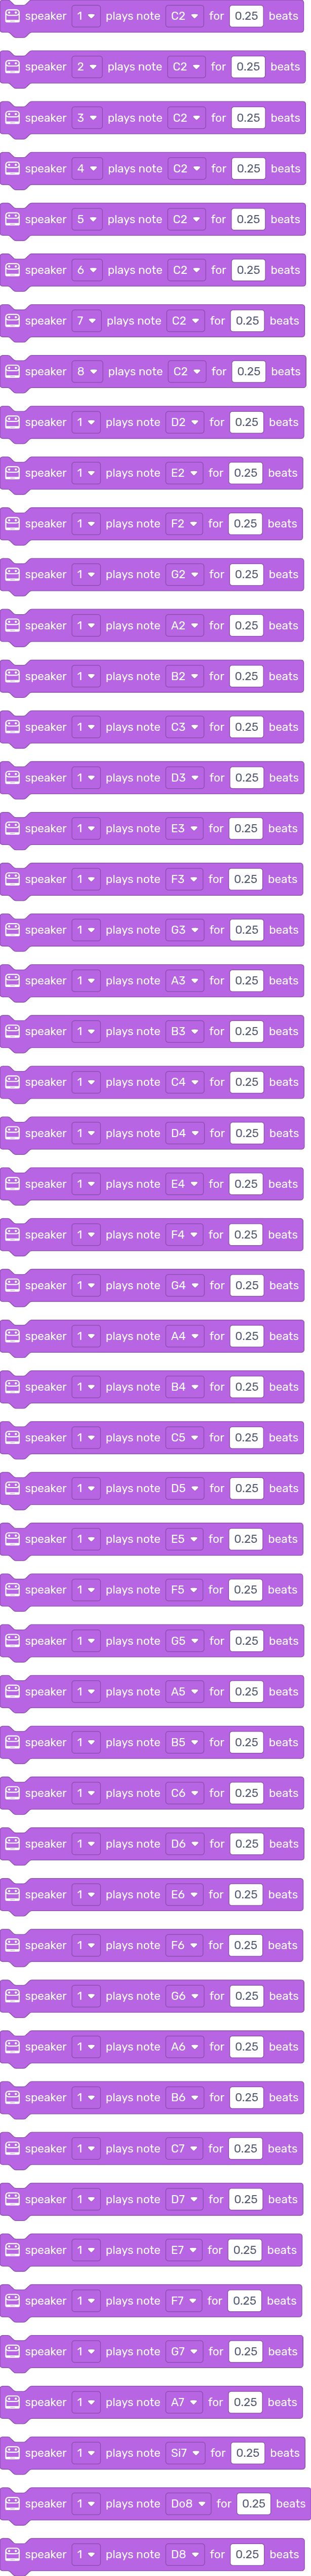 speaker 1 plays note C2 for 0.25 beats
speaker 2 plays note C2 for 0.25 beats
speaker 3 plays note C2 for 0.25 beats
speaker 4 plays note C2 for 0.25 beats
speaker 5 plays note C2 for 0.25 beats
speaker 6 plays note C2 for 0.25 beats
speaker 7 plays note C2 for 0.25 beats
speaker 8 plays note C2 for 0.25 beats
speaker 1 plays note D2 for 0.25 beats
speaker 1 plays note E2 for 0.25 beats
speaker 1 plays note F2 for 0.25 beats
speaker 1 plays note G2 for 0.25 beats
speaker 1 plays note A2 for 0.25 beats
speaker 1 plays note B2 for 0.25 beats
speaker 1 plays note C3 for 0.25 beats
speaker 1 plays note D3 for 0.25 beats
speaker 1 plays note E3 for 0.25 beats
speaker 1 plays note F3 for 0.25 beats
speaker 1 plays note G3 for 0.25 beats
speaker 1 plays note A3 for 0.25 beats
speaker 1 plays note B3 for 0.25 beats
speaker 1 plays note C4 for 0.25 beats
speaker 1 plays note D4 for 0.25 beats
speaker 1 plays note E4 for 0.25 beats
speaker 1 plays note F4 for 0.25 beats
speaker 1 plays note G4 for 0.25 beats
speaker 1 plays note A4 for 0.25 beats
speaker 1 plays note B4 for 0.25 beats
speaker 1 plays note C5 for 0.25 beats
speaker 1 plays note D5 for 0.25 beats
speaker 1 plays note E5 for 0.25 beats
speaker 1 plays note F5 for 0.25 beats
speaker 1 plays note G5 for 0.25 beats
speaker 1 plays note A5 for 0.25 beats
speaker 1 plays note B5 for 0.25 beats
speaker 1 plays note C6 for 0.25 beats
speaker 1 plays note D6 for 0.25 beats
speaker 1 plays note E6 for 0.25 beats
speaker 1 plays note F6 for 0.25 beats
speaker 1 plays note G6 for 0.25 beats
speaker 1 plays note A6 for 0.25 beats
speaker 1 plays note B6 for 0.25 beats
speaker 1 plays note C7 for 0.25 beats
speaker 1 plays note D7 for 0.25 beats
speaker 1 plays note E7 for 0.25 beats
speaker 1 plays note F7 for 0.25 beats
speaker 1 plays note G7 for 0.25 beats
speaker 1 plays note A7 for 0.25 beats
speaker 1 plays note Si7 for 0.25 beats
speaker 1 plays note Do8 for 0.25 beats
speaker 1 plays note D8 for 0.25 beats